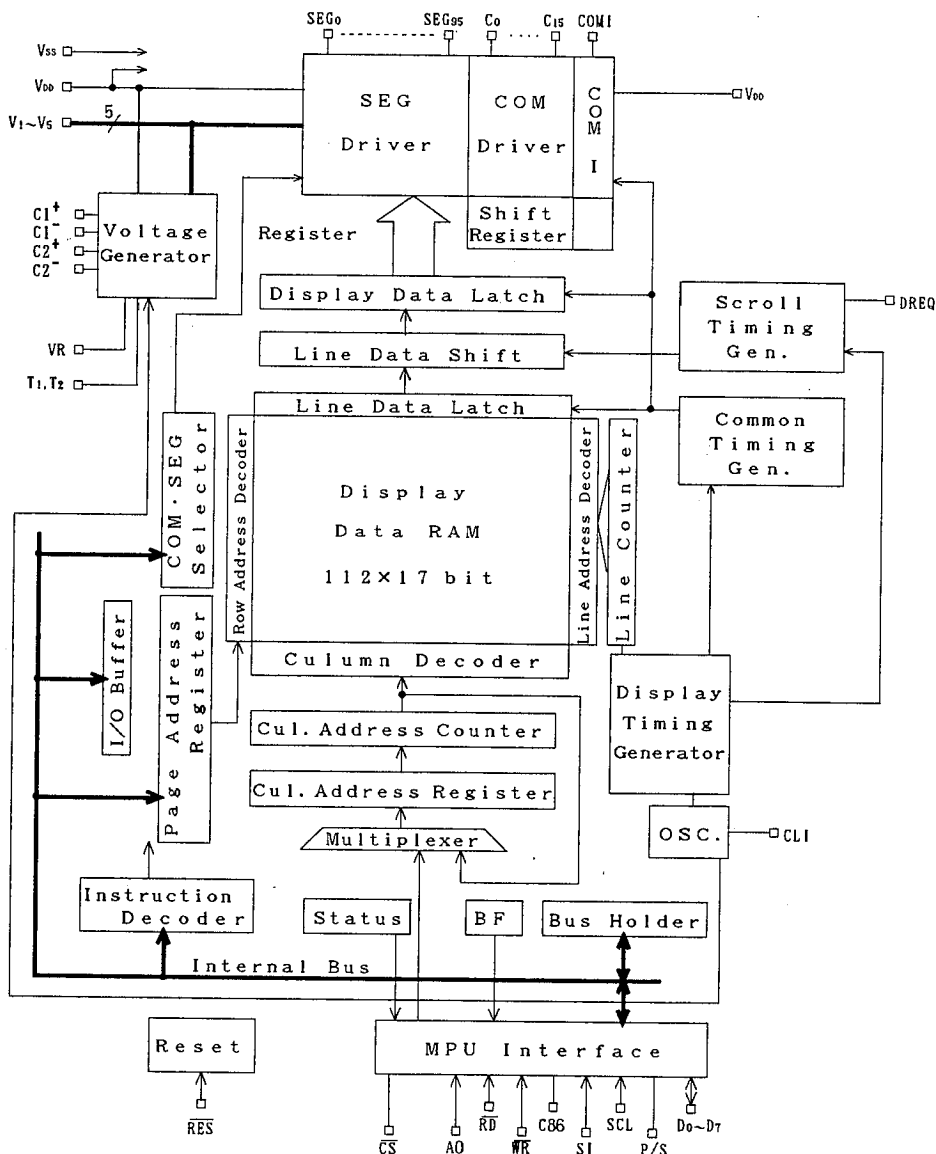 SEG₀ SEG₉₅ C₀ C₁₅ COMI
VSS
VDD
V₁~V₅
5
SEG
Driver
COM
Driver
COM I
VDD
Shift
Register
Register
C1⁺
C1⁻
C2⁺
C2⁻
Voltage
Generator
VR
T₁,T₂
Display Data Latch
Line Data Shift
Line Data Latch
Scroll
Timing
Gen.
DREQ
Common
Timing
Gen.
COM·SEG
Selector
Row Address Decoder
Display
Data RAM
112×17 bit
Line Address Decoder
Line Counter
Culumn Decoder
I/O Buffer
Page Address
Register
Cul. Address Counter
Cul. Address Register
Multiplexer
Display
Timing
Generator
OSC.
CL1
Instruction
Decoder
Status
BF
Bus Holder
Internal Bus
Reset
MPU Interface
R̅E̅S̅
C̅S̅ A0 R̅D̅ W̅R̅ C86 SI SCL P/S D₀~D₇